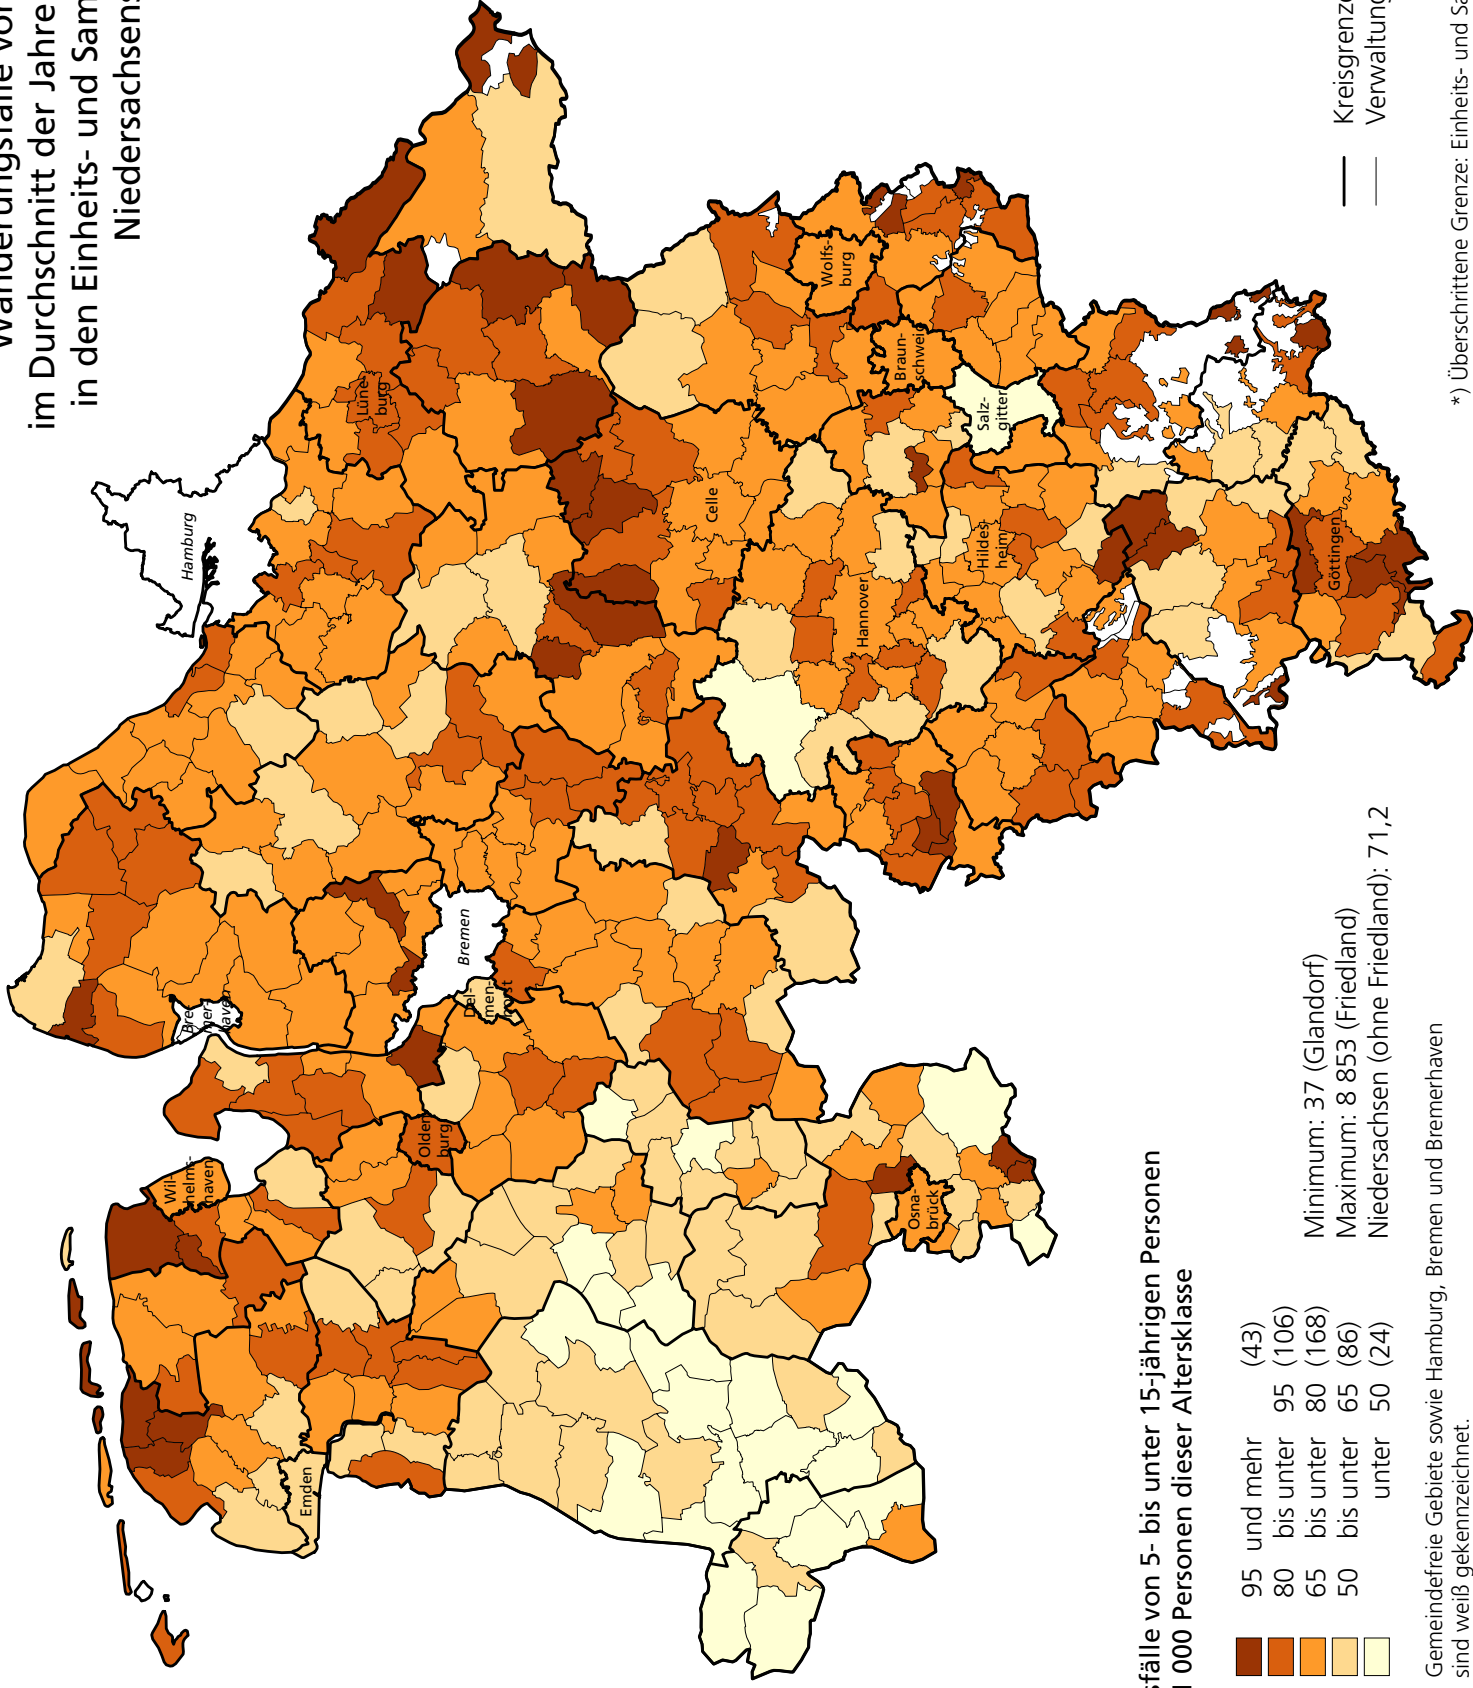 im Durchschnitt der Jahre
in den Einheits- und Sam
Niedersachsens
Hamburg
Lüne-
burg
Wolfs-
burg
Braun-
schweig
Salz-
gitter
Celle
Hannover
Hildes-
heim
Göttingen
Bremen
Bre-
mer-
haven
Del-
men-
horst
Olden-
burg
Wil-
helms-
haven
Emden
Osna-
brück
Kreisgrenze
Verwaltung
sfälle von 5- bis unter 15-jährigen Personen
1 000 Personen dieser Altersklasse
95 und mehr (43)
80 bis unter 95 (106)
65 bis unter 80 (168)
50 bis unter 65 (86)
unter 50 (24)
Minimum: 37 (Glandorf)
Maximum: 8 853 (Friedland)
Niedersachsen (ohne Friedland): 71,2
Gemeindefreie Gebiete sowie Hamburg, Bremen und Bremerhaven
sind weiß gekennzeichnet.
*) Überschrittene Grenze: Einheits- und Sa